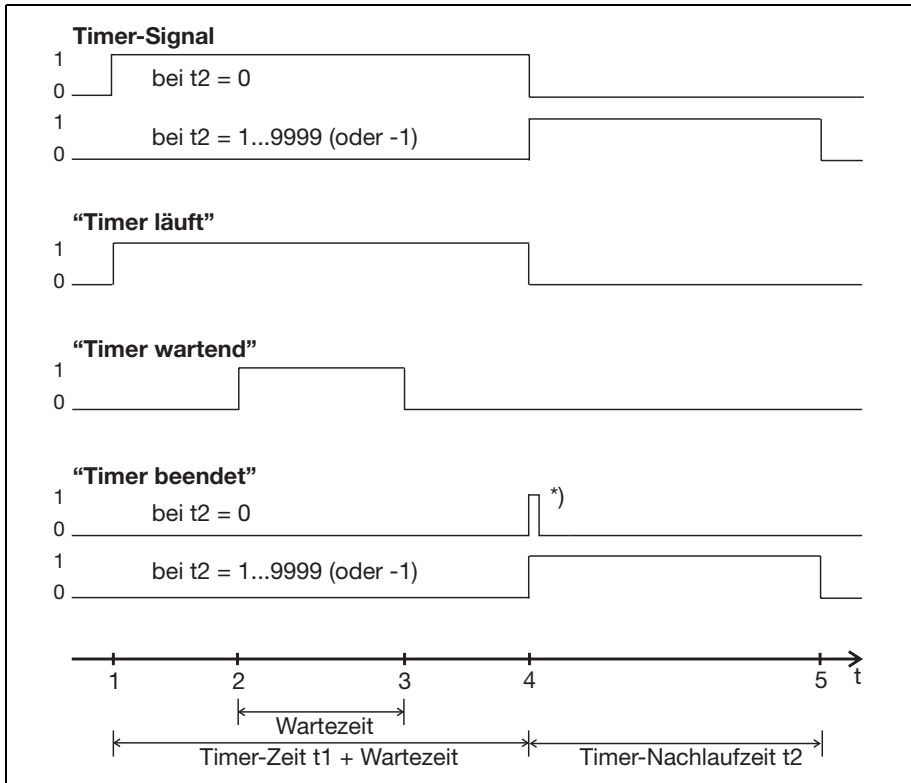 Timer-Signal
1
bei t2 = 0
0
1
bei t2 = 1...9999 (oder -1)
0
“Timer läuft”
1
0
“Timer wartend”
1
0
“Timer beendet”
1
*)
bei t2 = 0
0
1
bei t2 = 1...9999 (oder -1)
0
1 2 3 4 5 t
Wartezeit
Timer-Zeit t1 + Wartezeit Timer-Nachlaufzeit t2